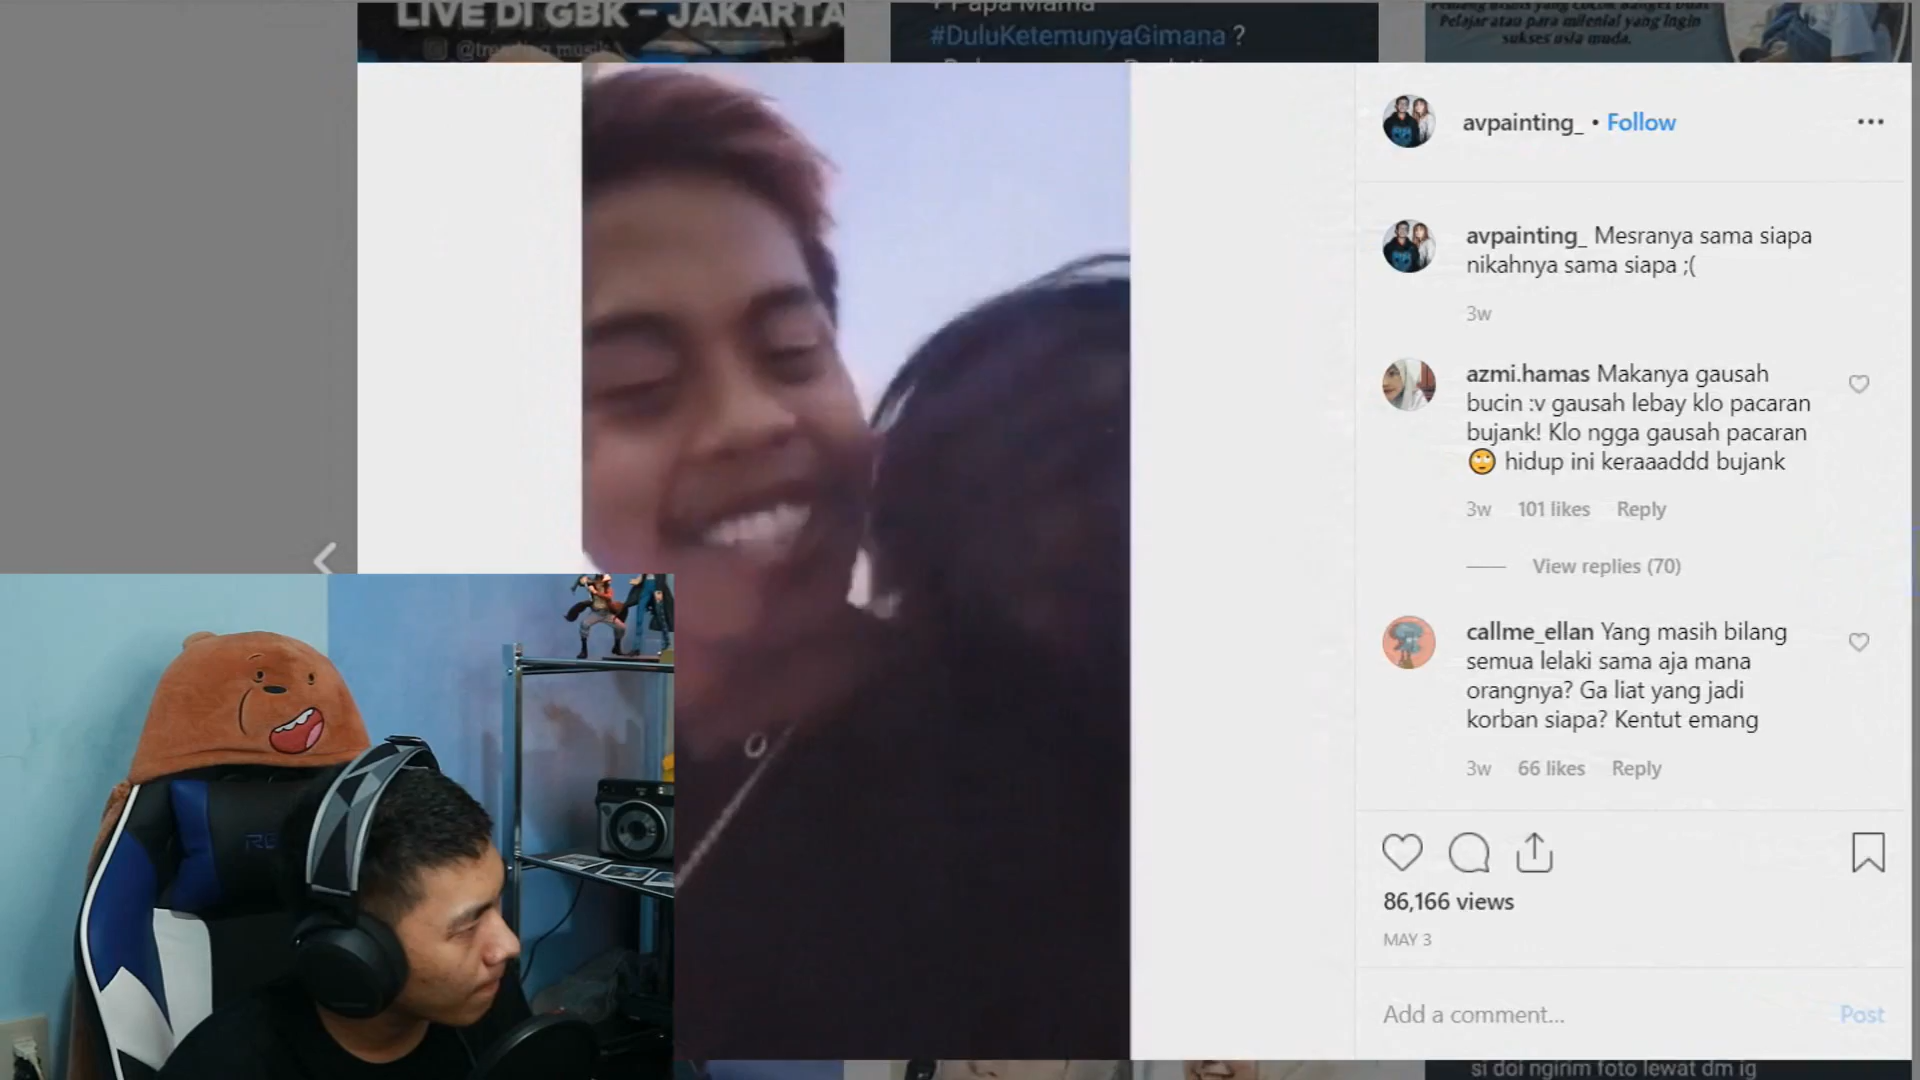 LIVE DI GBK - JAKARTA
@trending.musik
+ Papa Mama
#DuluKetemunyaGimana ?
Pelajar atau para milenial yang ingin
sukses usia muda.
avpainting_ • Follow
avpainting_ Mesranya sama siapa
nikahnya sama siapa ;(
3w
azmi.hamas Makanya gausah
bucin :v gausah lebay klo pacaran
bujank! Klo ngga gausah pacaran
🙄 hidup ini keraaaddd bujank
3w 101 likes Reply
View replies (70)
callme_ellan Yang masih bilang
semua lelaki sama aja mana
orangnya? Ga liat yang jadi
korban siapa? Kentut emang
3w 66 likes Reply
86,166 views
MAY 3
Add a comment... Post
si doi ngirim foto lewat dm ig